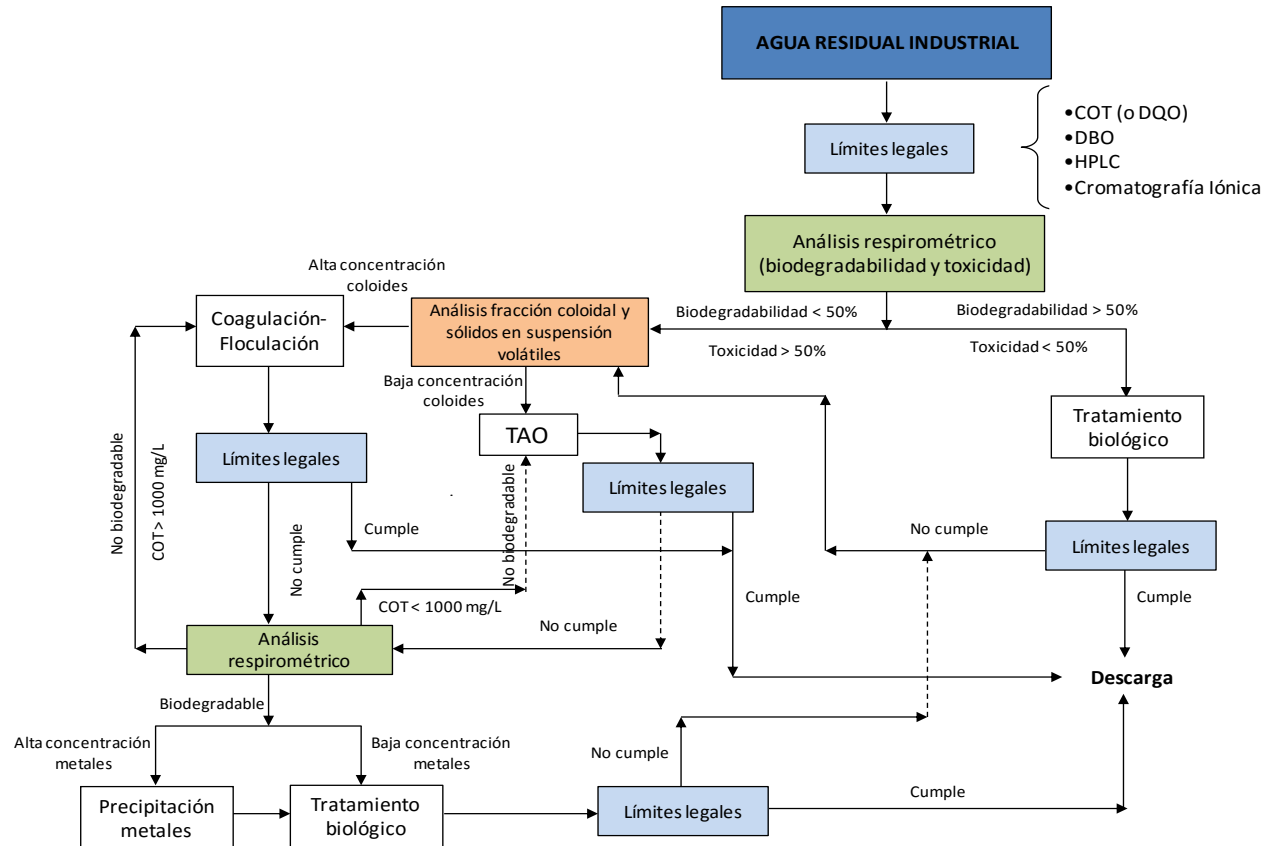 AGUA RESIDUAL INDUSTRIAL
Límites legales
•COT (o DQO)
•DBO
•HPLC
•Cromatografía Iónica
Análisis respirométrico
(biodegradabilidad y toxicidad)
Biodegradabilidad < 50%
Toxicidad > 50%
Biodegradabilidad > 50%
Toxicidad < 50%
Alta concentración
coloides
Coagulación-
Floculación
Análisis fracción coloidal y
sólidos en suspensión
volátiles
Baja concentración
coloides
TAO
Tratamiento
biológico
Límites legales
Límites legales
Límites legales
No biodegradable
COT > 1000 mg/L
No cumple
Cumple
No biodegradable
COT < 1000 mg/L
No cumple
Cumple
No cumple
Cumple
Análisis
respirométrico
Descarga
Biodegradable
Alta concentración
metales
Baja concentración
metales
Precipitación
metales
Tratamiento
biológico
Límites legales
No cumple
Cumple